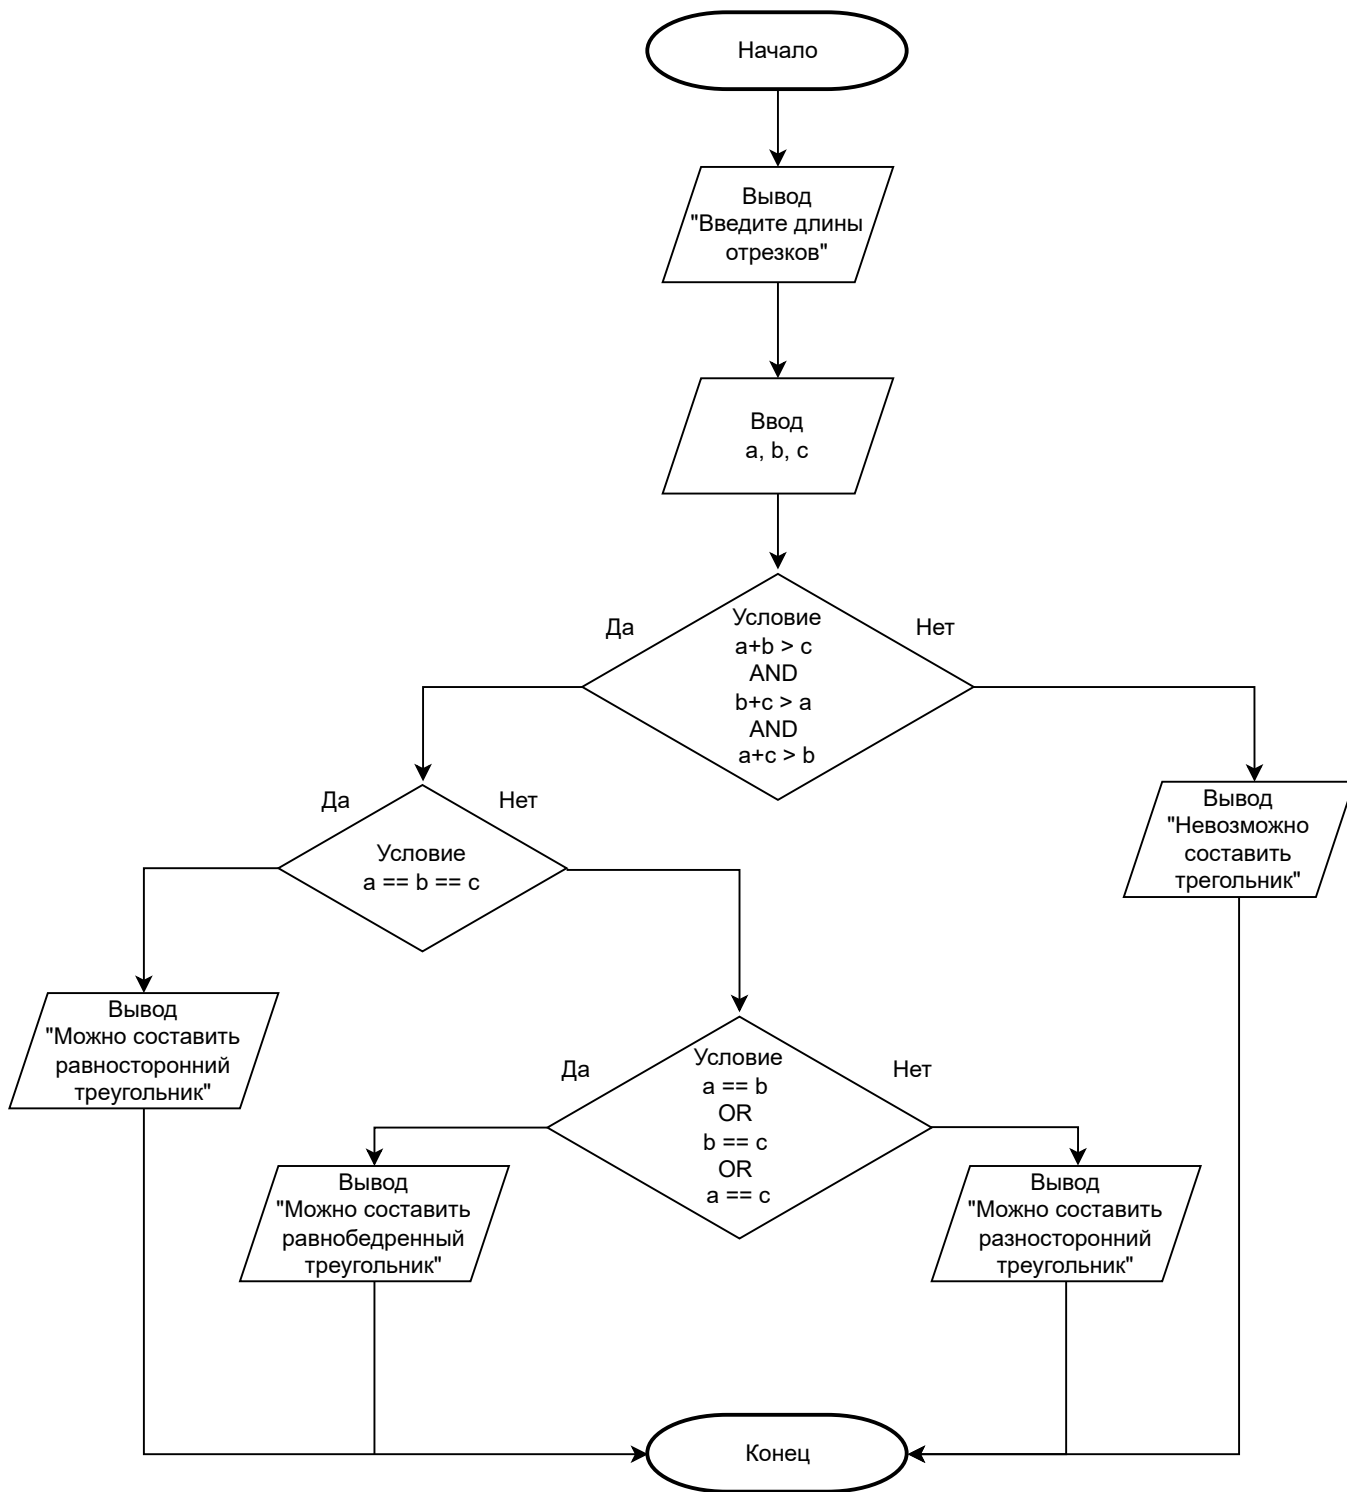 Начало
Вывод
"Введите длины
отрезков"
Ввод
a, b, c
Да
Условие
a+b > c
AND
b+c > a
AND
a+c > b
Нет
Да
Условие
a == b == c
Нет
Вывод
"Невозможно
составить
трегольник"
Вывод
"Можно составить
равносторонний
треугольник"
Да
Условие
a == b
OR
b == c
OR
a == c
Нет
Вывод
"Можно составить
равнобедренный
треугольник"
Вывод
"Можно составить
разносторонний
треугольник"
Конец